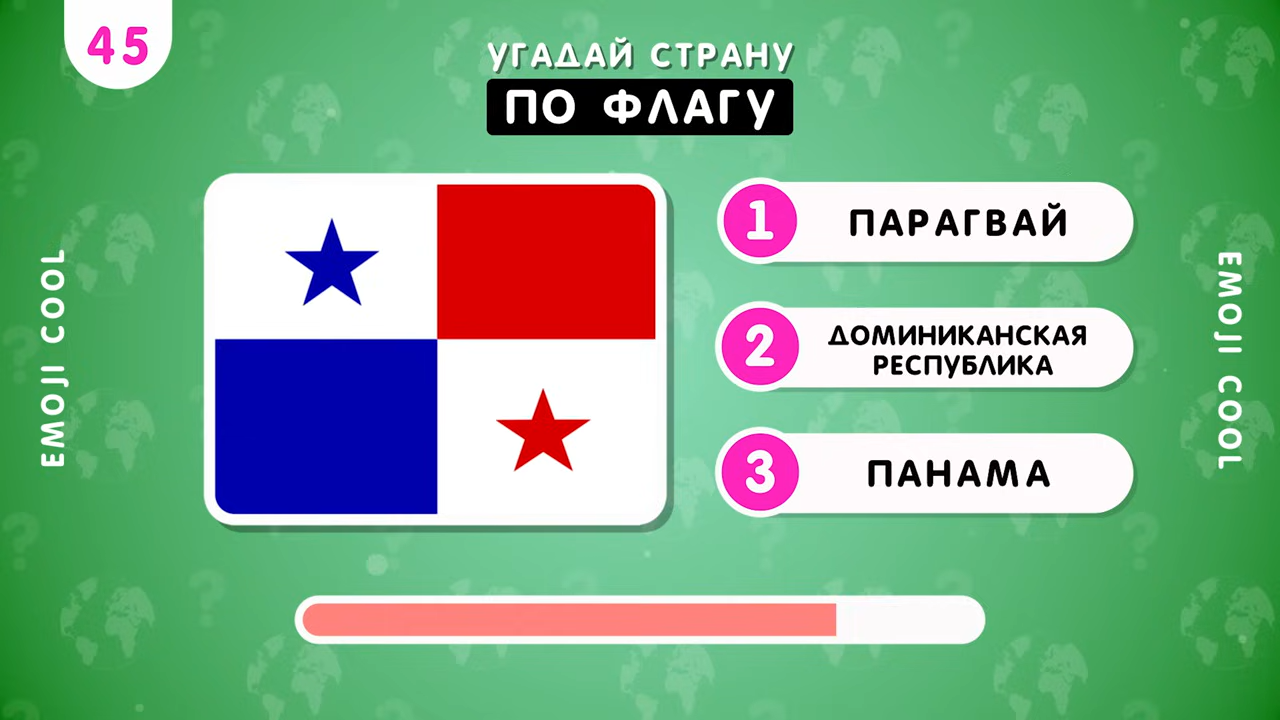 45
УГАДАЙ СТРАНУ
ПО ФЛАГУ
EMOJI COOL
1 ПАРАГВАЙ
2 ДОМИНИКАНСКАЯ
РЕСПУБЛИКА
3 ПАНАМА
EMOJI COOL